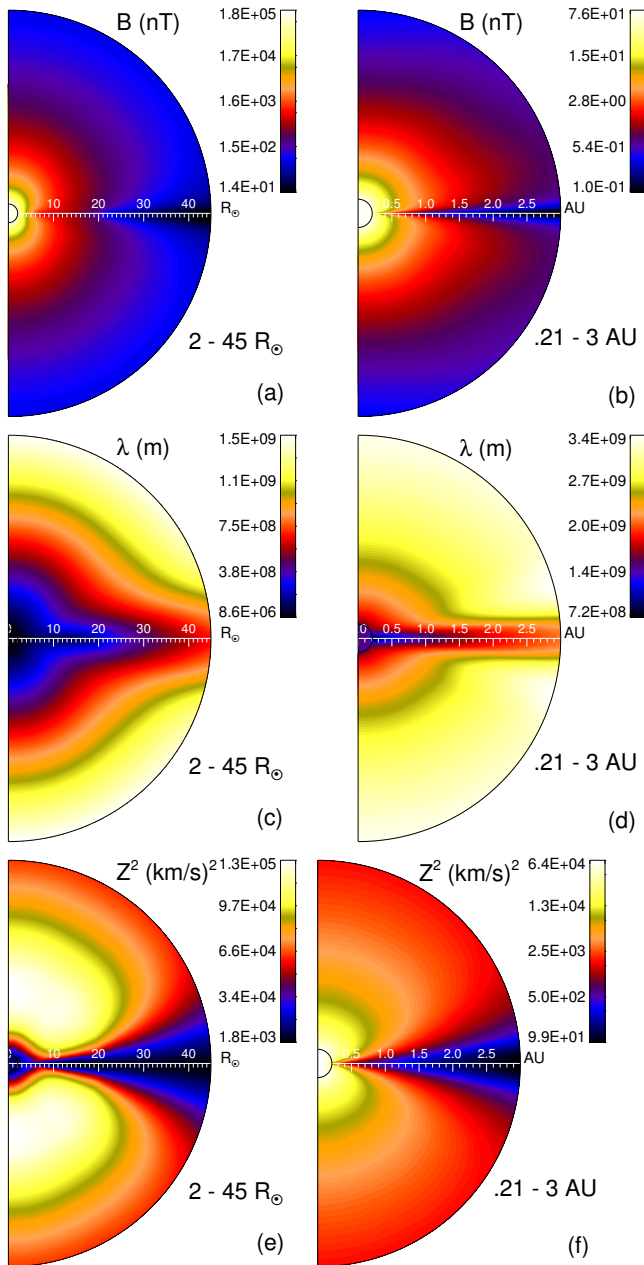 B (nT)
1.8E+05
1.7E+04
1.6E+03
1.5E+02
1.4E+01
10 20 30 40
R⊙
2 - 45 R⊙
(a)
B (nT)
7.6E+01
1.5E+01
2.8E+00
5.4E-01
1.0E-01
0.5 1.0 1.5 2.0 2.5
AU
.21 - 3 AU
(b)
λ (m)
1.5E+09
1.1E+09
7.5E+08
3.8E+08
8.6E+06
10 20 30 40
R⊙
2 - 45 R⊙
(c)
λ (m)
3.4E+09
2.7E+09
2.0E+09
1.4E+09
7.2E+08
0.5 1.0 1.5 2.0 2.5
AU
.21 - 3 AU
(d)
Z² (km/s)²
1.3E+05
9.7E+04
6.6E+04
3.4E+04
1.8E+03
10 20 30 40
R⊙
2 - 45 R⊙
(e)
Z² (km/s)²
6.4E+04
1.3E+04
2.5E+03
5.0E+02
9.9E+01
0.5 1.0 1.5 2.0 2.5
AU
.21 - 3 AU
(f)